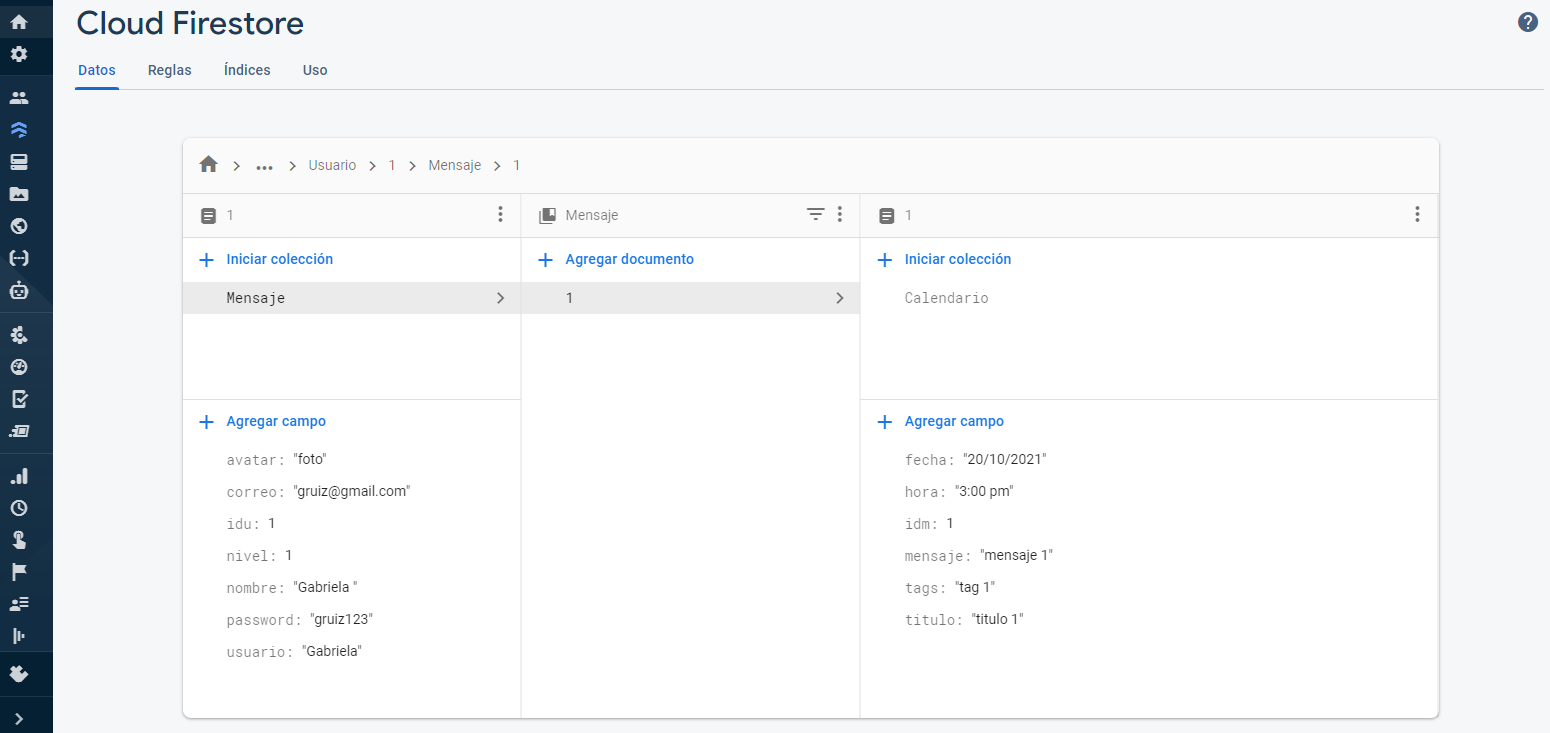 Cloud Firestore
Datos Reglas Índices Uso
Usuario 1 Mensaje 1
1
Iniciar colección
Mensaje
Agregar campo
avatar: "foto"
correo: "gruiz@gmail.com"
idu: 1
nivel: 1
nombre: "Gabriela "
password: "gruiz123"
usuario: "Gabriela"
Mensaje
Agregar documento
1
1
Iniciar colección
Calendario
Agregar campo
fecha: "20/10/2021"
hora: "3:00 pm"
idm: 1
mensaje: "mensaje 1"
tags: "tag 1"
titulo: "titulo 1"